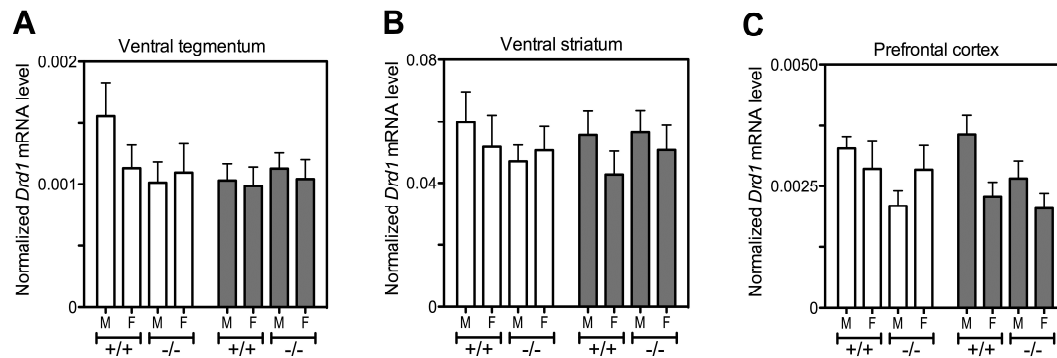 A
Ventral tegmentum
Normalized Drd1 mRNA level
0.002
0.001
0
M F M F M F M F
+/+ -/- +/+ -/-
B
Ventral striatum
Normalized Drd1 mRNA level
0.08
0.04
0
M F M F M F M F
+/+ -/- +/+ -/-
C
Prefrontal cortex
Normalized Drd1 mRNA level
0.0050
0.0025
0
M F M F M F M F
+/+ -/- +/+ -/-